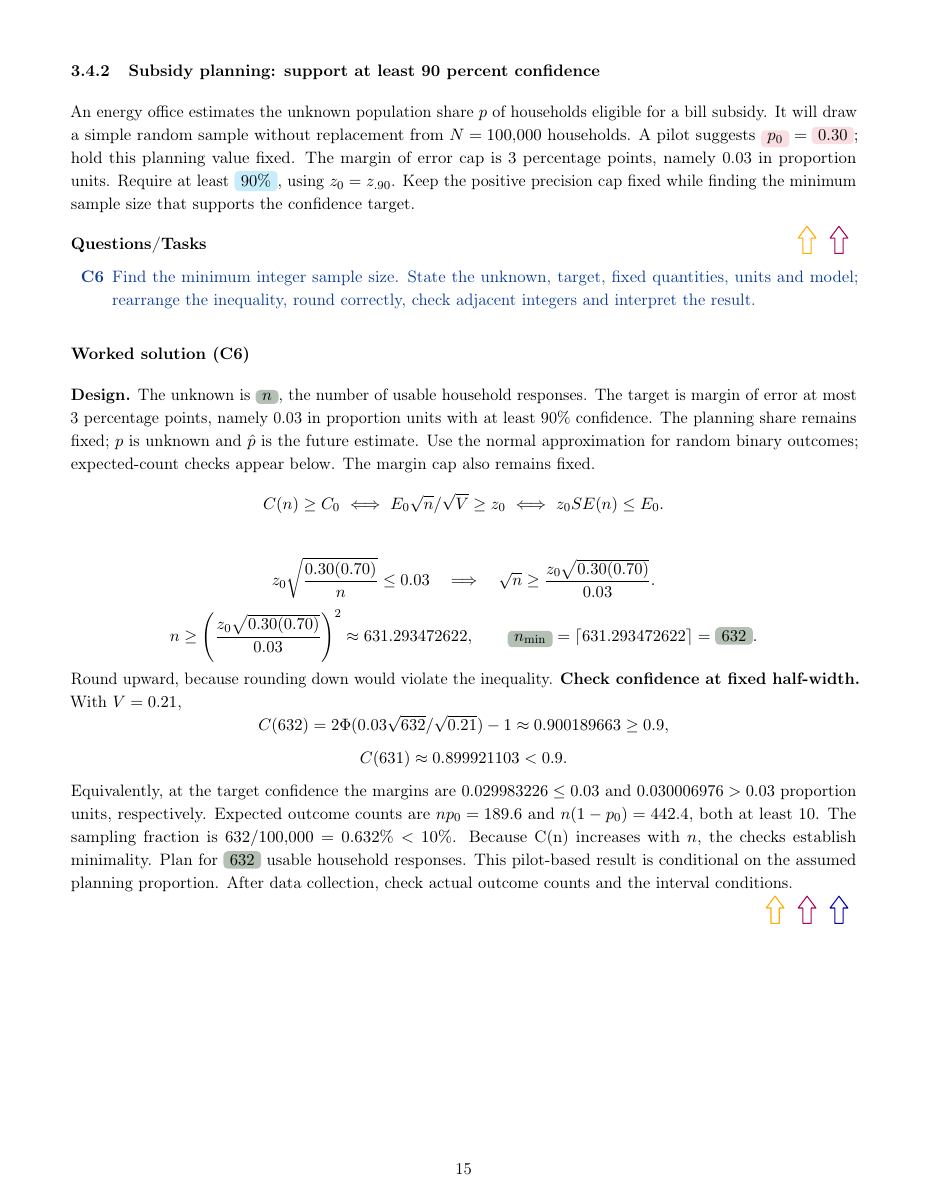 3.4.2 Subsidy planning: support at least 90 percent confidence
An energy office estimates the unknown population share p of households eligible for a bill subsidy. It will draw
a simple random sample without replacement from N = 100,000 households. A pilot suggests p₀ = 0.30 ;
hold this planning value fixed. The margin of error cap is 3 percentage points, namely 0.03 in proportion
units. Require at least 90% , using z₀ = z.₉₀. Keep the positive precision cap fixed while finding the minimum
sample size that supports the confidence target.
Questions/Tasks
C6 Find the minimum integer sample size. State the unknown, target, fixed quantities, units and model;
rearrange the inequality, round correctly, check adjacent integers and interpret the result.
Worked solution (C6)
Design. The unknown is n , the number of usable household responses. The target is margin of error at most
3 percentage points, namely 0.03 in proportion units with at least 90% confidence. The planning share remains
fixed; p is unknown and p̂ is the future estimate. Use the normal approximation for random binary outcomes;
expected-count checks appear below. The margin cap also remains fixed.
C(n) ≥ C₀ ⟺ E₀√n/√V ≥ z₀ ⟺ z₀SE(n) ≤ E₀.
z₀√(0.30(0.70)/n) ≤ 0.03 ⟹ √n ≥ z₀√0.30(0.70)/0.03.
n ≥ (z₀√0.30(0.70)/0.03)² ≈ 631.293472622, n_min = ⌈631.293472622⌉ = 632 .
Round upward, because rounding down would violate the inequality. Check confidence at fixed half-width.
With V = 0.21,
C(632) = 2Φ(0.03√632/√0.21) − 1 ≈ 0.900189663 ≥ 0.9,
C(631) ≈ 0.899921103 < 0.9.
Equivalently, at the target confidence the margins are 0.029983226 ≤ 0.03 and 0.030006976 > 0.03 proportion
units, respectively. Expected outcome counts are np₀ = 189.6 and n(1 − p₀) = 442.4, both at least 10. The
sampling fraction is 632/100,000 = 0.632% < 10%. Because C(n) increases with n, the checks establish
minimality. Plan for 632 usable household responses. This pilot-based result is conditional on the assumed
planning proportion. After data collection, check actual outcome counts and the interval conditions.
15